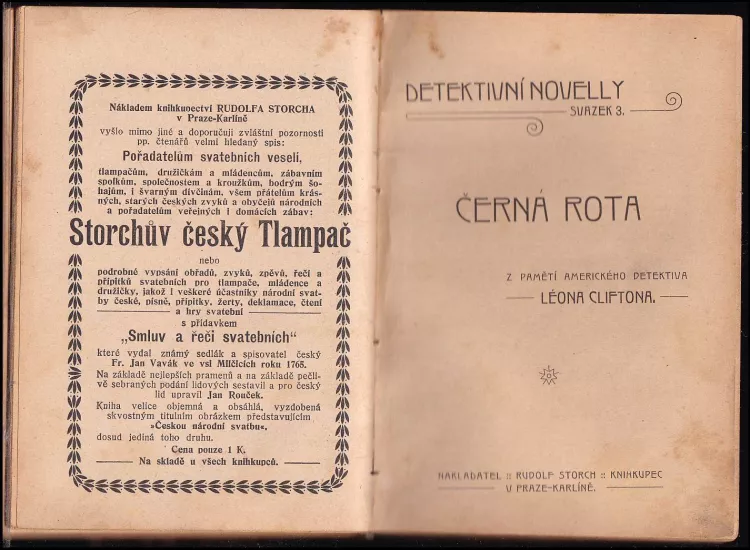 Nákladem knihkupectví RUDOLFA STORCHA
v Praze-Karlíně
vyšlo mimo jiné a doporučuji zvláštní pozornosti
pp. čtenářů velmi hledaný spis:
Pořadatelům svatebních veselí,
tlampačům, družičkám a mládencům, zábavním
spolkům, společnostem a kroužkům, bodrým šo-
hajům, i švarným dívčinám, všem přátelům krás-
ných, starých českých zvyků a obyčejů národních
a pořadatelům veřejných i domácích zábav:
Storchův český Tlampač
nebo
podrobné vypsání obřadů, zvyků, zpěvů, řečí a
přípitků svatebních pro tlampače, mládence a
družičky, jakož i veškeré účastníky národní svat-
by české, písně, přípitky, žerty, deklamace, čtení
a hry svatební
s přídavkem
„Smluv a řečí svatebních"
které vydal známý sedlák a spisovatel český
Fr. Jan Vavák ve vsi Milčicích roku 1765.
Na základě nejlepších pramenů a na základě pečli-
vě sebraných podání lidových sestavil a pro český
lid upravil Jan Rouček.
Kniha velice objemná a obsáhlá, vyzdobená
skvostným titulním obrázkem představujícím
»Českou národní svatbu«,
dosud jediná toho druhu.
Cena pouze 1 K.
Na skladě u všech knihkupců.
DETEKTIVNÍ NOVELLY
SVAZEK 3.
ČERNÁ ROTA
Z PAMĚTÍ AMERICKÉHO DETEKTIVA
LÉONA CLIFTONA.
NAKLADATEL :: RUDOLF STORCH :: KNIHKUPEC
V PRAZE-KARLÍNĚ.